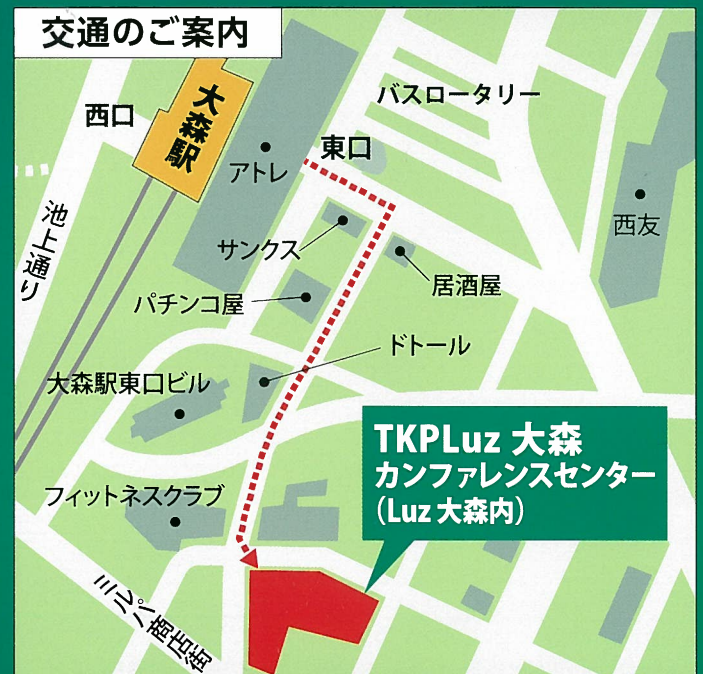 交通のご案内
バスロータリー
西口
大森駅
東口
アトレ
西友
池上通り
サンクス
居酒屋
パチンコ屋
ドトール
大森駅東口ビル
TKPLuz 大森
カンファレンスセンター
(Luz 大森内)
フィットネスクラブ
ミルパ商店街